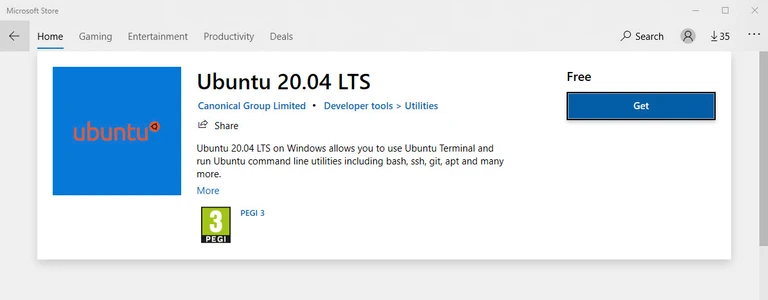 Microsoft Store
Home Gaming Entertainment Productivity Deals Search 35
ubuntu
Ubuntu 20.04 LTS
Canonical Group Limited • Developer tools > Utilities
Share
Ubuntu 20.04 LTS on Windows allows you to use Ubuntu Terminal and
run Ubuntu command line utilities including bash, ssh, git, apt and many
more.
More
3
PEGI
PEGI 3
Free
Get